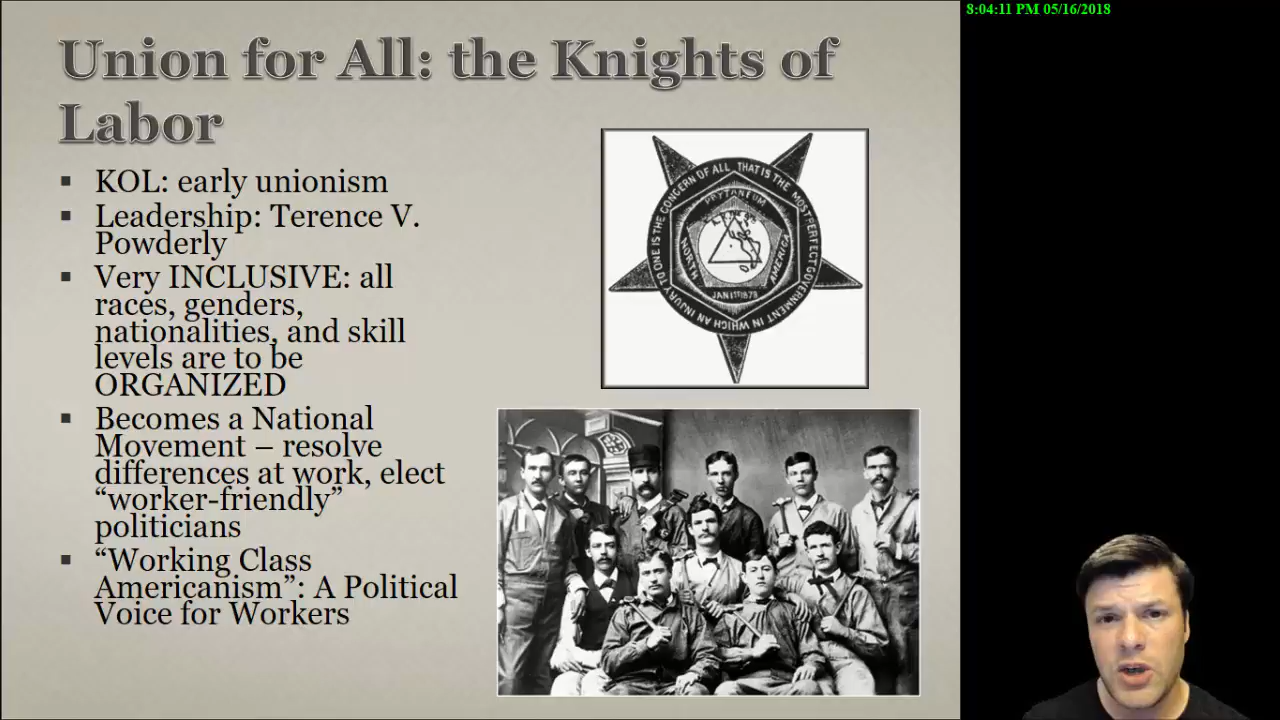 8:04:11 PM 05/16/2018
Union for All: the Knights of
Labor
▪ KOL: early unionism
▪ Leadership: Terence V.
Powderly
▪ Very INCLUSIVE: all
races, genders,
nationalities, and skill
levels are to be
ORGANIZED
▪ Becomes a National
Movement – resolve
differences at work, elect
“worker-friendly”
politicians
▪ “Working Class
Americanism”: A Political
Voice for Workers
THAT IS THE MOST PERFECT GOVERNMENT IN WHICH AN INJURY TO ONE IS THE CONCERN OF ALL
PRYTANEUM
NORTH
AMERICA